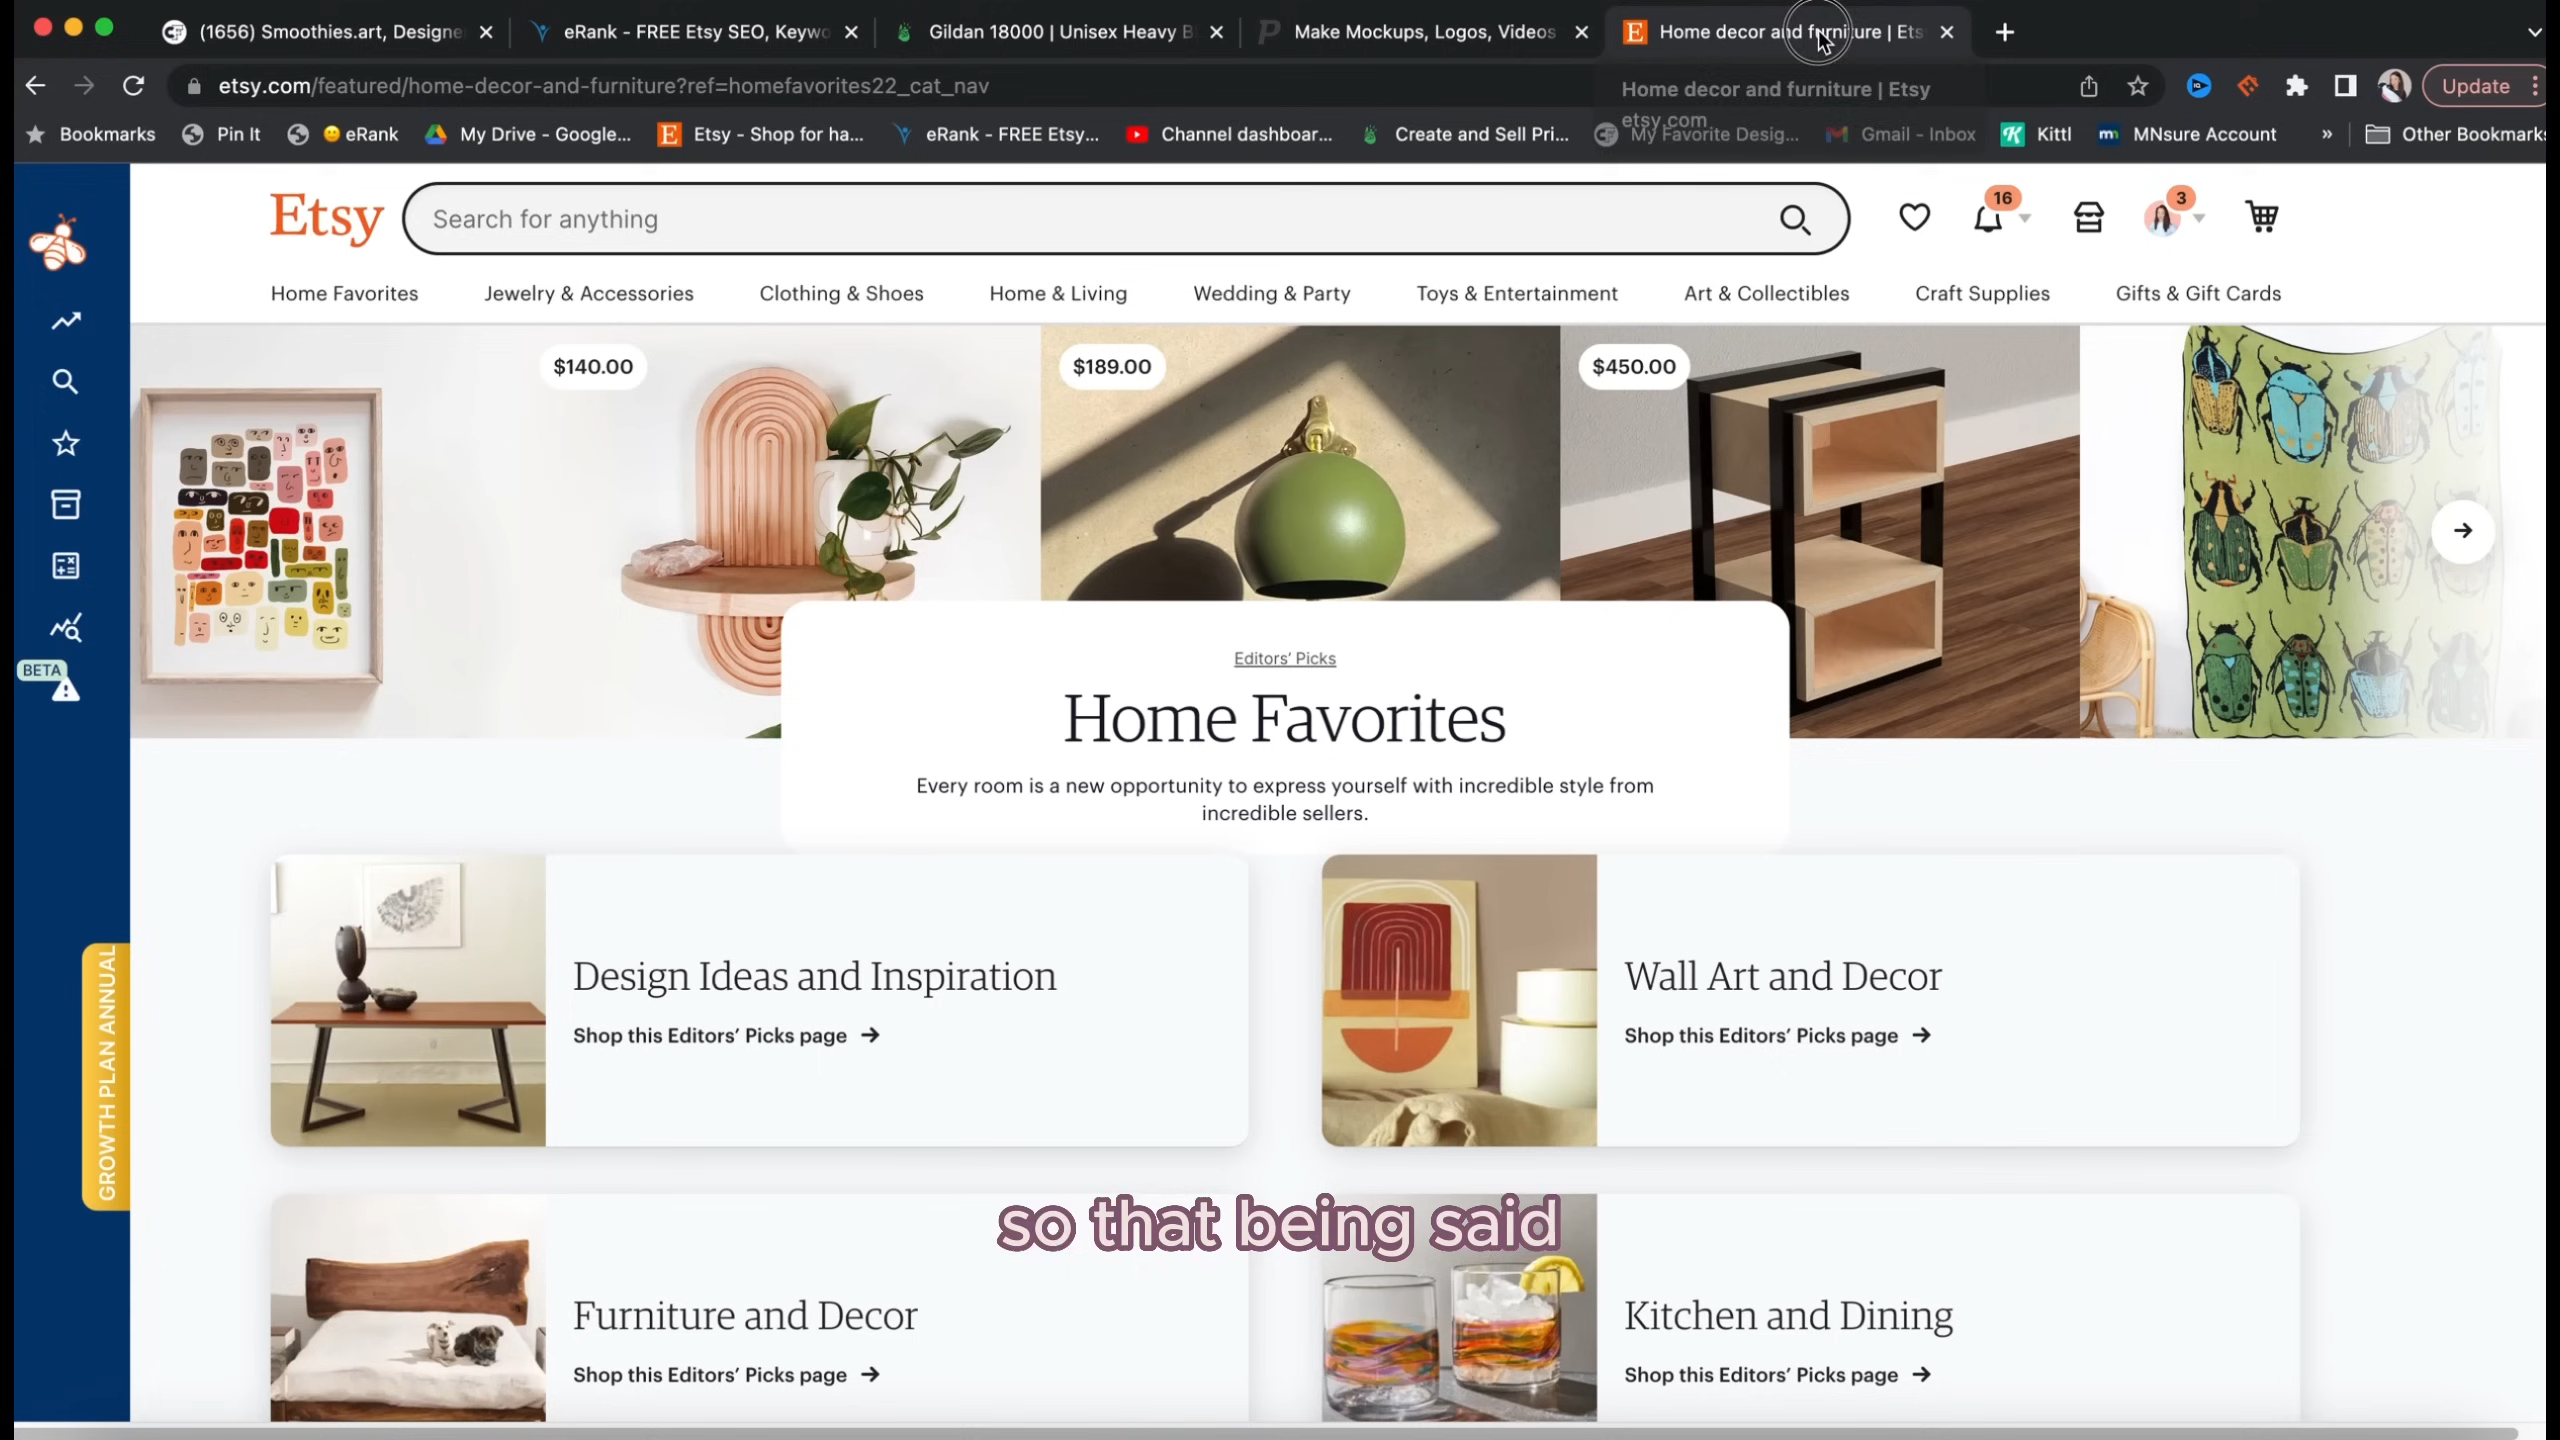 (1656) Smoothies.art, Designe
eRank - FREE Etsy SEO, Keywo
Gildan 18000 | Unisex Heavy B
Make Mockups, Logos, Videos
Home decor and furniture | Ets
etsy.com/featured/home-decor-and-furniture?ref=homefavorites22_cat_nav
Home decor and furniture | Etsy
etsy.com
Update
Bookmarks
Pin It
eRank
My Drive - Google...
Etsy - Shop for ha...
eRank - FREE Etsy...
Channel dashboar...
Create and Sell Pri...
My Favorite Desig...
Gmail - Inbox
Kittl
MNsure Account
»
Other Bookmarks
Etsy
Search for anything
16
3
Home Favorites
Jewelry & Accessories
Clothing & Shoes
Home & Living
Wedding & Party
Toys & Entertainment
Art & Collectibles
Craft Supplies
Gifts & Gift Cards
$140.00
$189.00
$450.00
BETA
GROWTH PLAN ANNUAL
Editors’ Picks
Home Favorites
Every room is a new opportunity to express yourself with incredible style from
incredible sellers.
Design Ideas and Inspiration
Shop this Editors’ Picks page
Wall Art and Decor
Shop this Editors’ Picks page
so that being said
Furniture and Decor
Shop this Editors’ Picks page
Kitchen and Dining
Shop this Editors’ Picks page